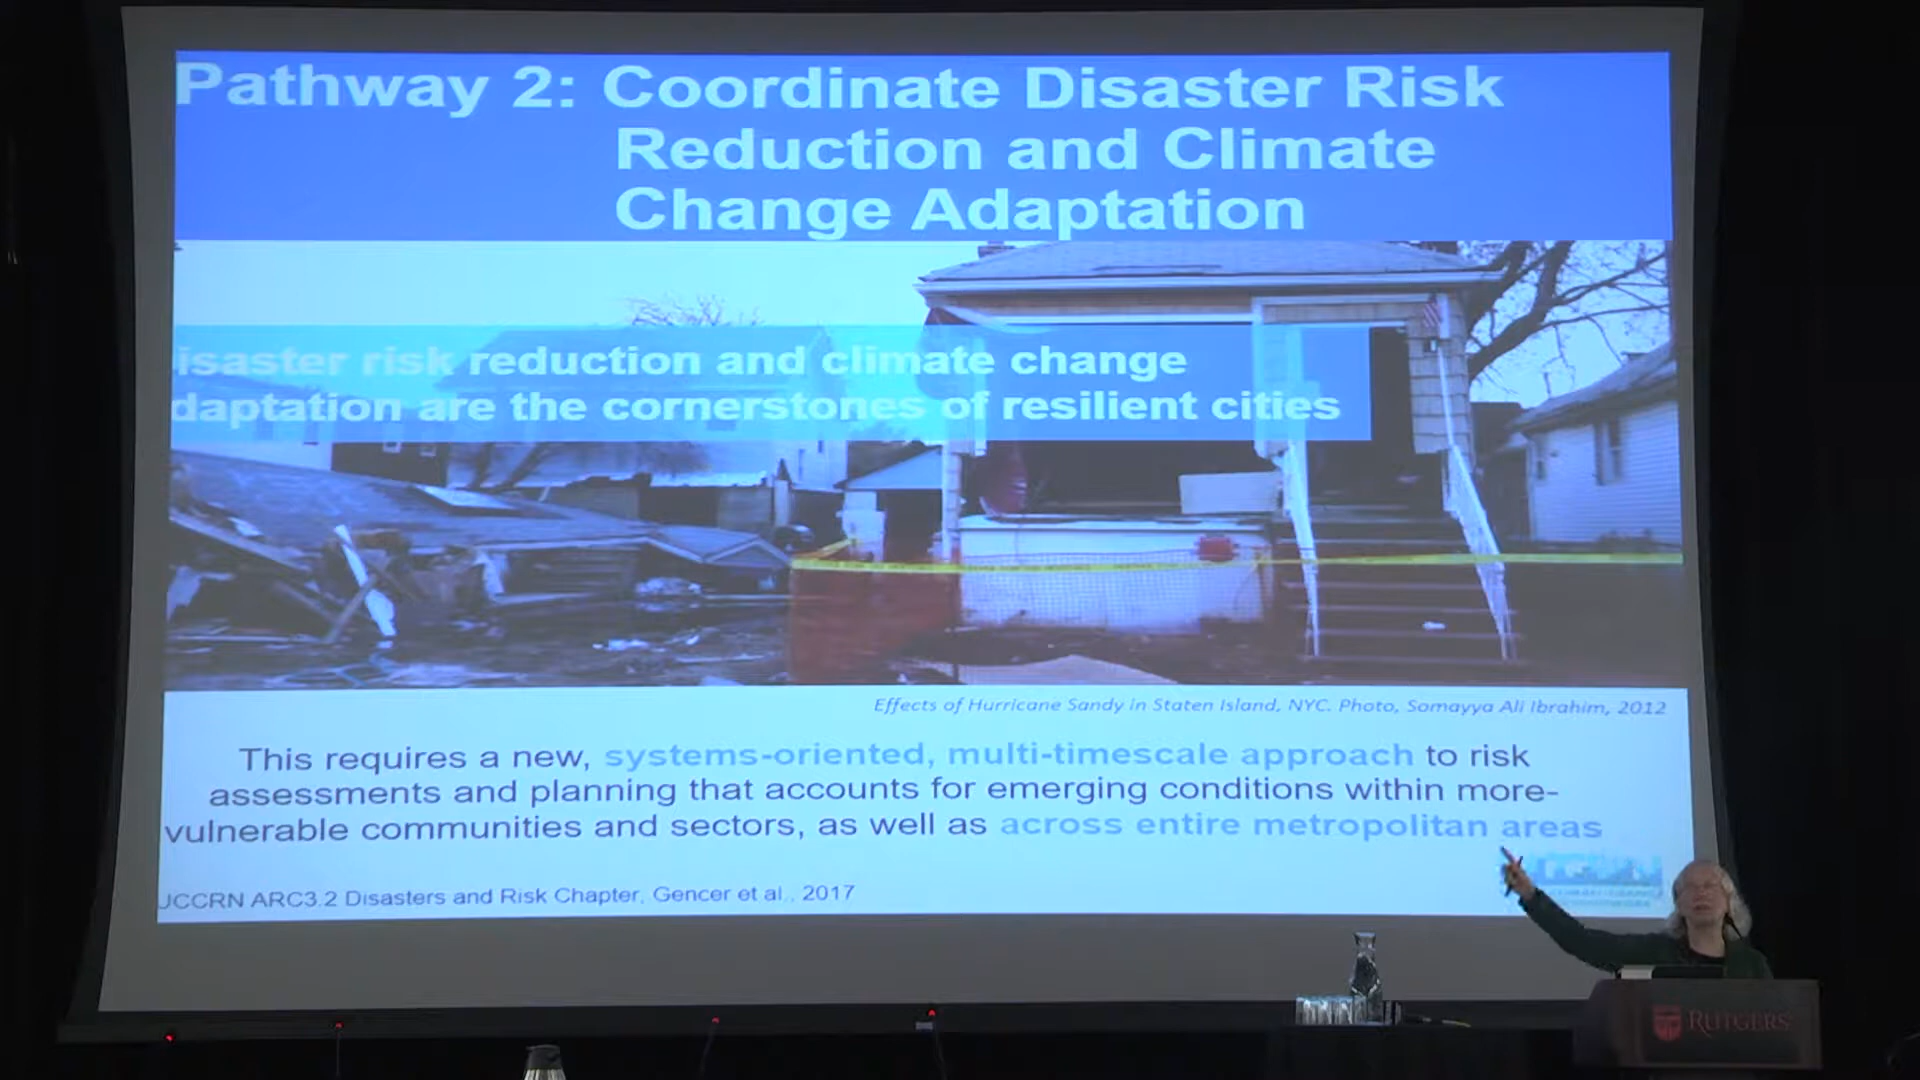 Pathway 2: Coordinate Disaster Risk
Reduction and Climate
Change Adaptation
isaster risk reduction and climate change
daptation are the cornerstones of resilient cities
Effects of Hurricane Sandy in Staten Island, NYC. Photo, Somayya Ali Ibrahim, 2012
This requires a new, systems-oriented, multi-timescale approach to risk
assessments and planning that accounts for emerging conditions within more-
vulnerable communities and sectors, as well as across entire metropolitan areas
JCCRN ARC3.2 Disasters and Risk Chapter, Gencer et al., 2017
RUTGERS